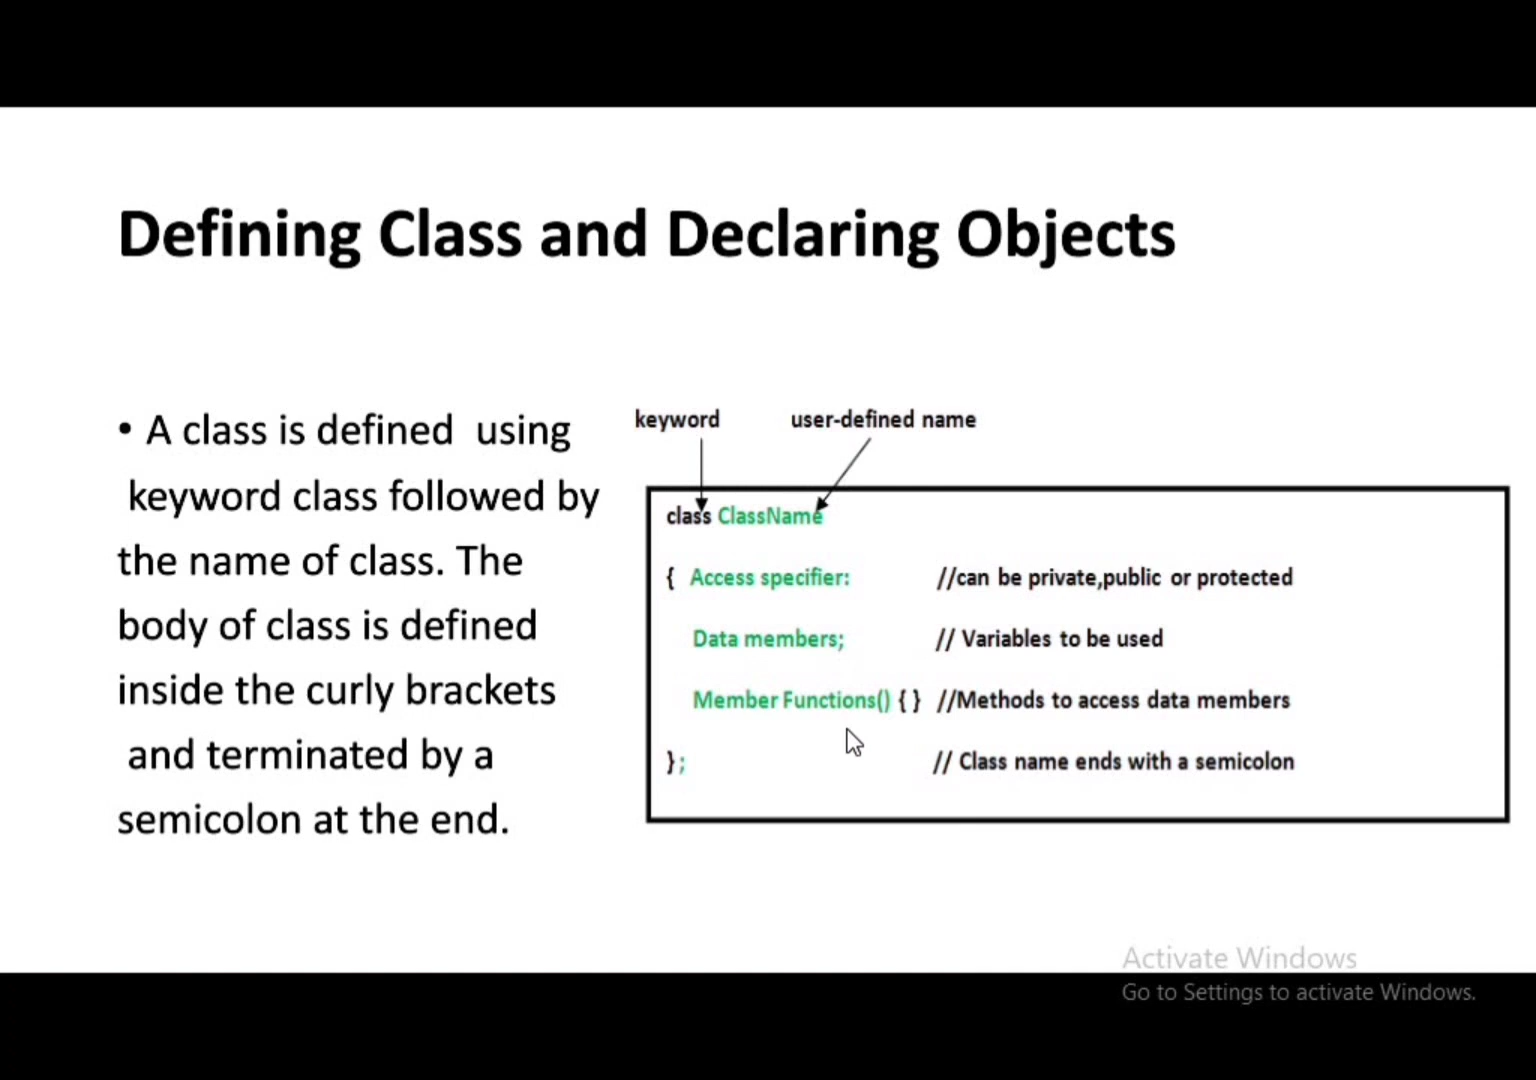 Defining Class and Declaring Objects
• A class is defined using
keyword class followed by
the name of class. The
body of class is defined
inside the curly brackets
and terminated by a
semicolon at the end.
keyword user-defined name
class ClassName
{ Access specifier: //can be private,public or protected
Data members; // Variables to be used
Member Functions() { } //Methods to access data members
}; // Class name ends with a semicolon
Activate Windows
Go to Settings to activate Windows.